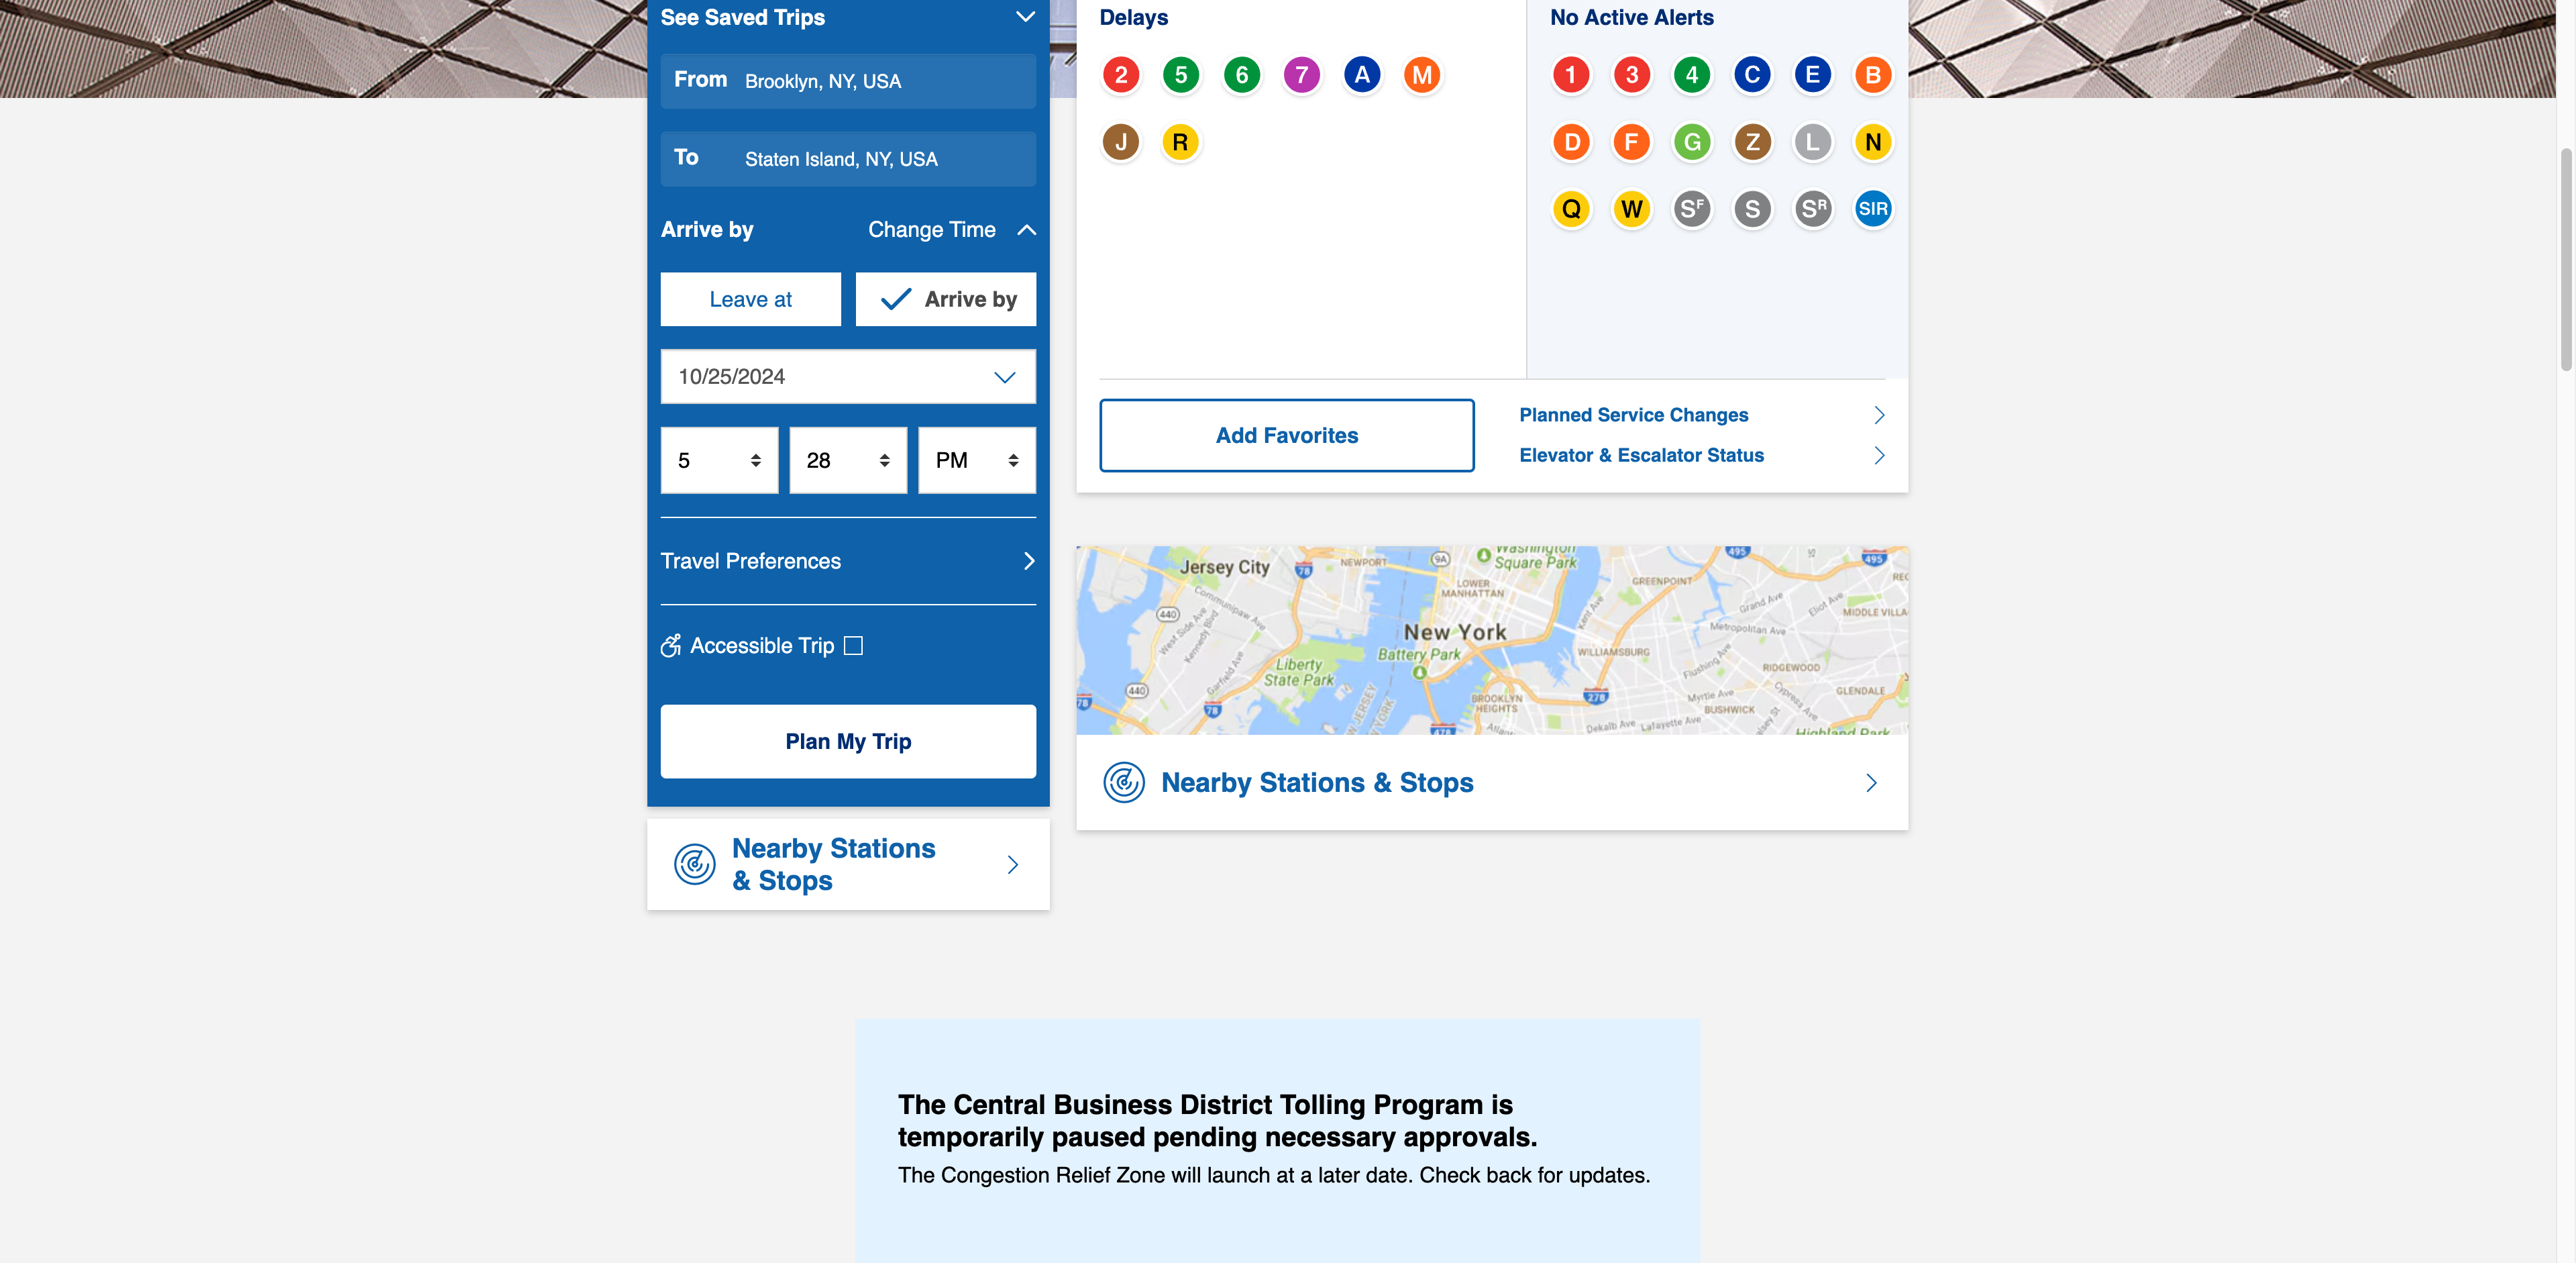 See Saved Trips
From Brooklyn, NY, USA
To Staten Island, NY, USA
Arrive by Change Time
Leave at Arrive by
10/25/2024
5 28 PM
Travel Preferences
Accessible Trip
Plan My Trip
Nearby Stations
& Stops
Delays
2 5 6 7 A M
J R
No Active Alerts
1 3 4 C E B
D F G Z L N
Q W SF S SR SIR
Add Favorites
Planned Service Changes
Elevator & Escalator Status
Washington
Square Park
495
495
Jersey City
78
NEWPORT
9A
LOWER
MANHATTAN
GREENPOINT
Grand Ave
Eliot Ave
MIDDLE VILLA
440
Communipaw Ave
West Side Ave
Kennedy Blvd
Kent Ave
Metropolitan Ave
New York
Battery Park
Liberty
State Park
WILLIAMSBURG
Flushing Ave
RIDGEWOOD
Garfield Ave
440
78
78
BROOKLYN
HEIGHTS
278
Myrtle Ave
BUSHWICK
Cypress Ave
GLENDALE
Dekalb Ave
Lafayette Ave
Highland Park
Nearby Stations & Stops
The Central Business District Tolling Program is
temporarily paused pending necessary approvals.
The Congestion Relief Zone will launch at a later date. Check back for updates.